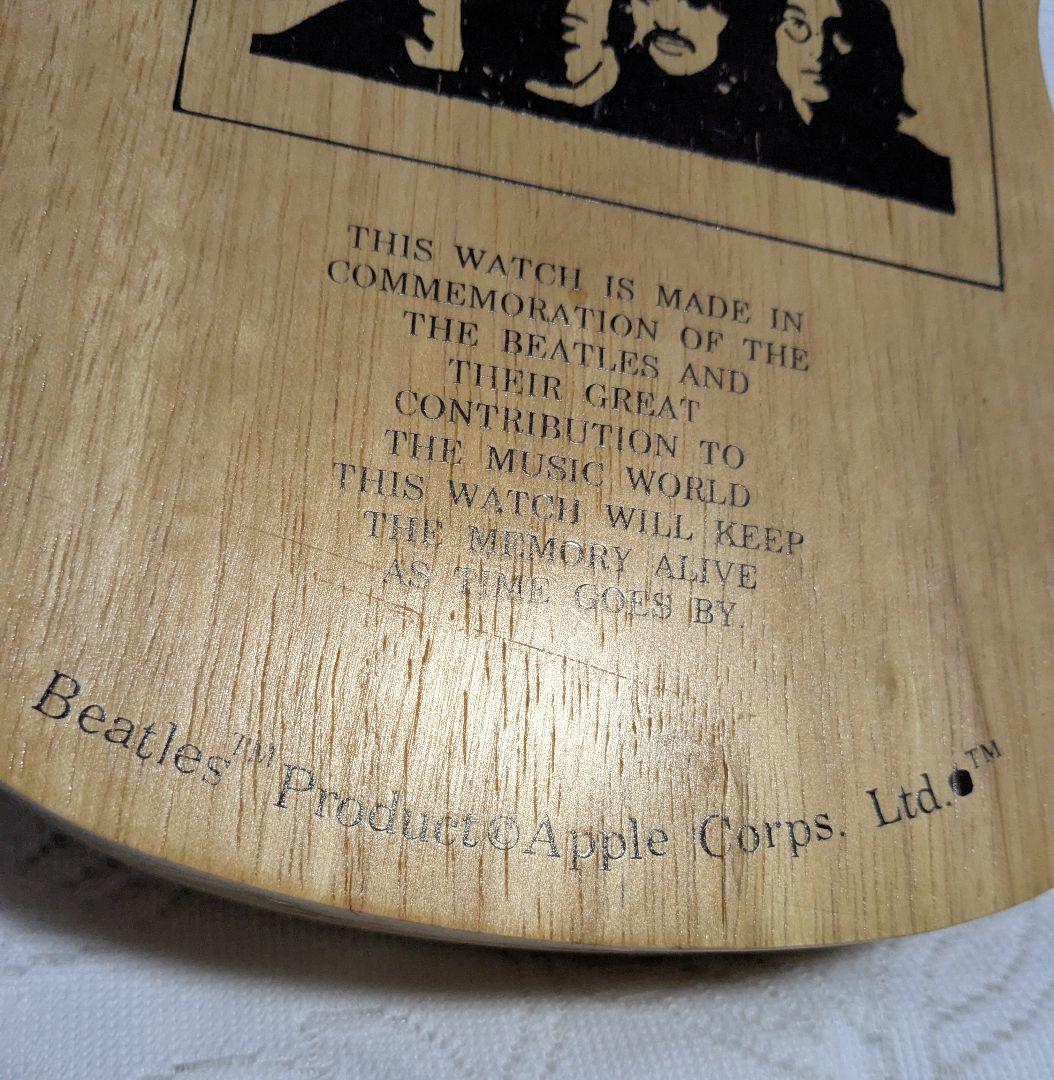 THIS WATCH IS MADE IN
COMMEMORATION OF THE
THE BEATLES AND
THEIR GREAT
CONTRIBUTION TO
THE MUSIC WORLD
THIS WATCH WILL KEEP
THE MEMORY ALIVE
AS TIME GOES BY.
Beatles™ Product©Apple Corps. Ltd.™